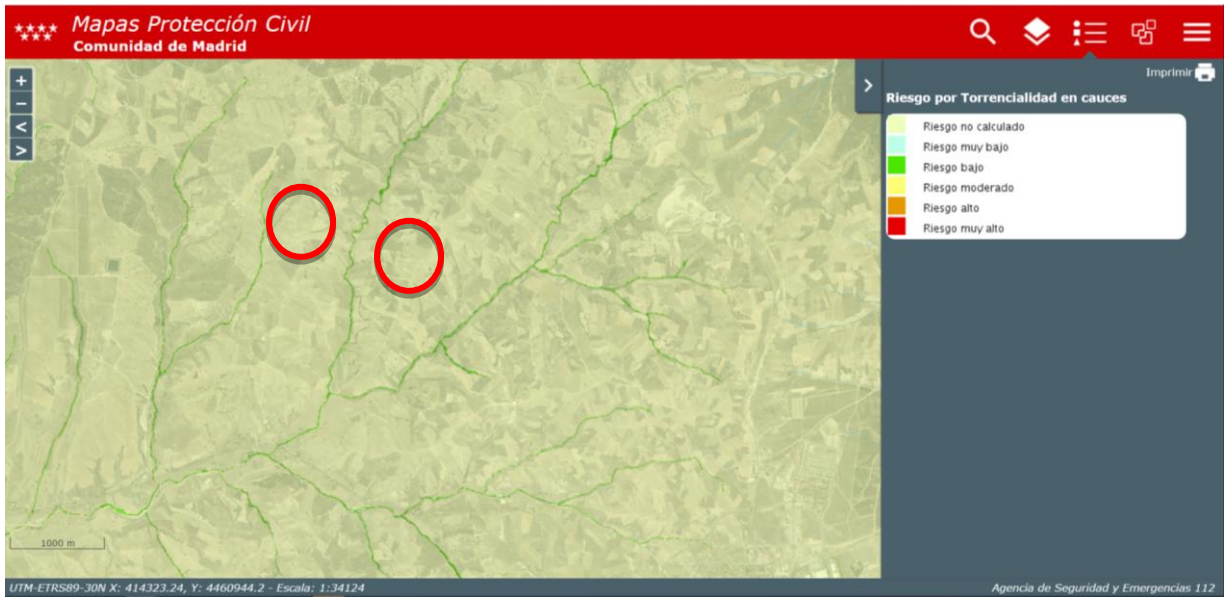 Mapas Protección Civil
Comunidad de Madrid
+
−
<
>
>
Imprimir
Riesgo por Torrencialidad en cauces
Riesgo no calculado
Riesgo muy bajo
Riesgo bajo
Riesgo moderado
Riesgo alto
Riesgo muy alto
1000 m
UTM-ETRS89-30N X: 414323.24, Y: 4460944.2 - Escala: 1:34124
Agencia de Seguridad y Emergencias 112